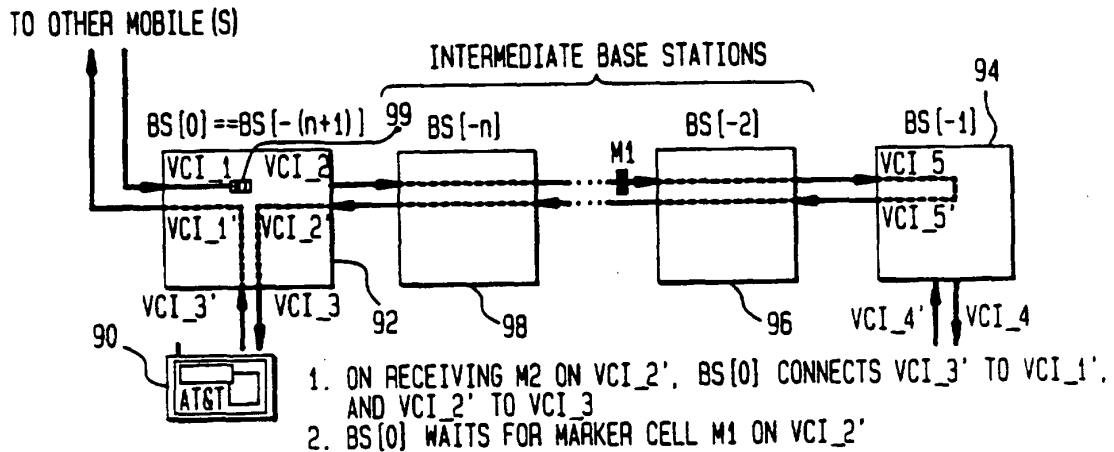 TO OTHER MOBILE(S)
INTERMEDIATE BASE STATIONS
94
BS[0]==BS[-(n+1)]
99
BS[-n]
BS[-2]
BS[-1]
M1
VCI_1
VCI_2
VCI_5
VCI_1'
VCI_2'
VCI_5'
VCI_3'
VCI_3
92
98
96
VCI_4'
VCI_4
90
AT&T
1. ON RECEIVING M2 ON VCI_2', BS[0] CONNECTS VCI_3' TO VCI_1',
AND VCI_2' TO VCI_3
2. BS[0] WAITS FOR MARKER CELL M1 ON VCI_2'